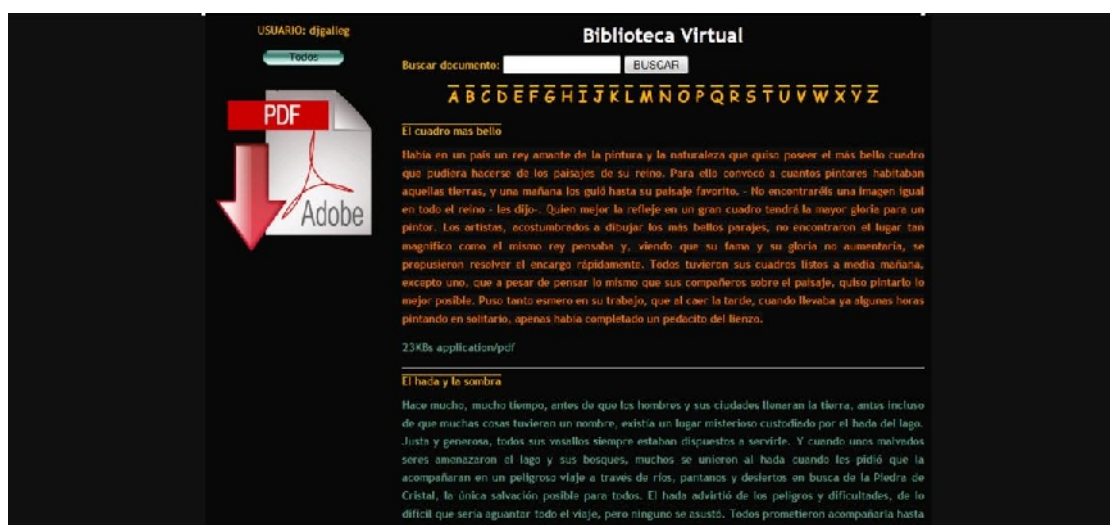 USUARIO: djgalleg
Todos
PDF
Adobe
Biblioteca Virtual
Buscar documento: BUSCAR
A B C D E F G H I J K L M N O P Q R S T U V W X Y Z
El cuadro mas bello
Había en un país un rey amante de la pintura y la naturaleza que quiso poseer el más bello cuadro
que pudiera hacerse de los paisajes de su reino. Para ello convocó a cuantos pintores habitaban
aquellas tierras, y una mañana los guió hasta su paisaje favorito. - No encontraréis una imagen igual
en todo el reino - les dijo-. Quien mejor la refleje en un gran cuadro tendrá la mayor gloria para un
pintor. Los artistas, acostumbrados a dibujar los más bellos parajes, no encontraron el lugar tan
magnífico como el mismo rey pensaba y, viendo que su fama y su gloria no aumentaría, se
propusieron resolver el encargo rápidamente. Todos tuvieron sus cuadros listos a media mañana,
excepto uno, que a pesar de pensar lo mismo que sus compañeros sobre el paisaje, quiso pintarlo lo
mejor posible. Puso tanto esmero en su trabajo, que al caer la tarde, cuando llevaba ya algunas horas
pintando en solitario, apenas había completado un pedacito del lienzo.
23KBs application/pdf
El hada y la sombra
Hace mucho, mucho tiempo, antes de que los hombres y sus ciudades llenaran la tierra, antes incluso
de que muchas cosas tuvieran un nombre, existía un lugar misterioso custodiado por el hada del lago.
Justa y generosa, todos sus vasallos siempre estaban dispuestos a servirle. Y cuando unos malvados
seres amenazaron el lago y sus bosques, muchos se unieron al hada cuando les pidió que la
acompañaran en un peligroso viaje a través de ríos, pantanos y desiertos en busca de la Piedra de
Cristal, la única salvación posible para todos. El hada advirtió de los peligros y dificultades, de lo
difícil que sería aguantar todo el viaje, pero ninguno se asustó. Todos prometieron acompañarla hasta